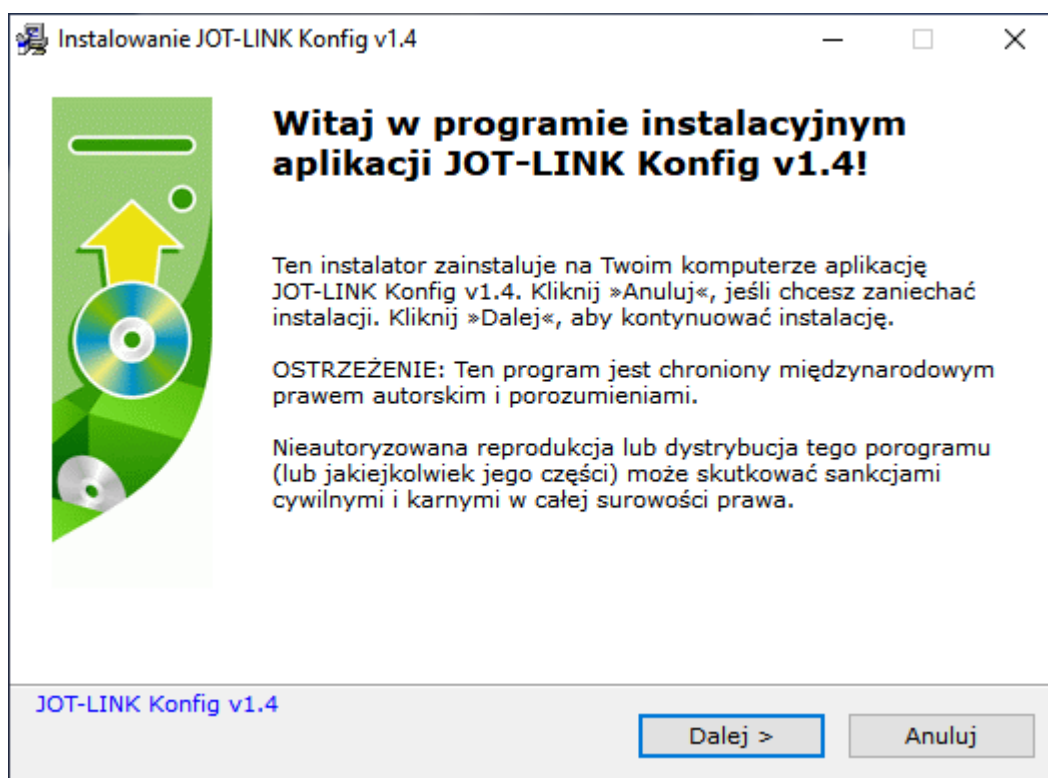 Instalowanie JOT-LINK Konfig v1.4
Witaj w programie instalacyjnym
aplikacji JOT-LINK Konfig v1.4!
Ten instalator zainstaluje na Twoim komputerze aplikację
JOT-LINK Konfig v1.4. Kliknij »Anuluj«, jeśli chcesz zaniechać
instalacji. Kliknij »Dalej«, aby kontynuować instalację.
OSTRZEŻENIE: Ten program jest chroniony międzynarodowym
prawem autorskim i porozumieniami.
Nieautoryzowana reprodukcja lub dystrybucja tego porogramu
(lub jakiejkolwiek jego części) może skutkować sankcjami
cywilnymi i karnymi w całej surowości prawa.
JOT-LINK Konfig v1.4
Dalej >
Anuluj